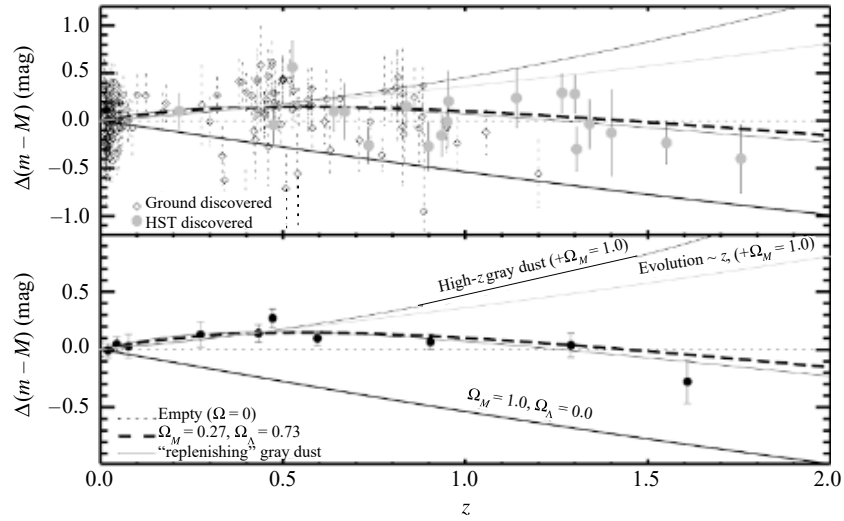 1.0
0.5
0.0
−0.5
−1.0
Δ(m − M) (mag)
Ground discovered
HST discovered
High-z gray dust (+Ω_M = 1.0)
Evolution ~ z, (+Ω_M = 1.0)
0.5
0.0
−0.5
Δ(m − M) (mag)
Ω_M = 1.0, Ω_Λ = 0.0
Empty (Ω = 0)
Ω_M = 0.27, Ω_Λ = 0.73
“replenishing” gray dust
0.0 0.5 1.0 1.5 2.0
z